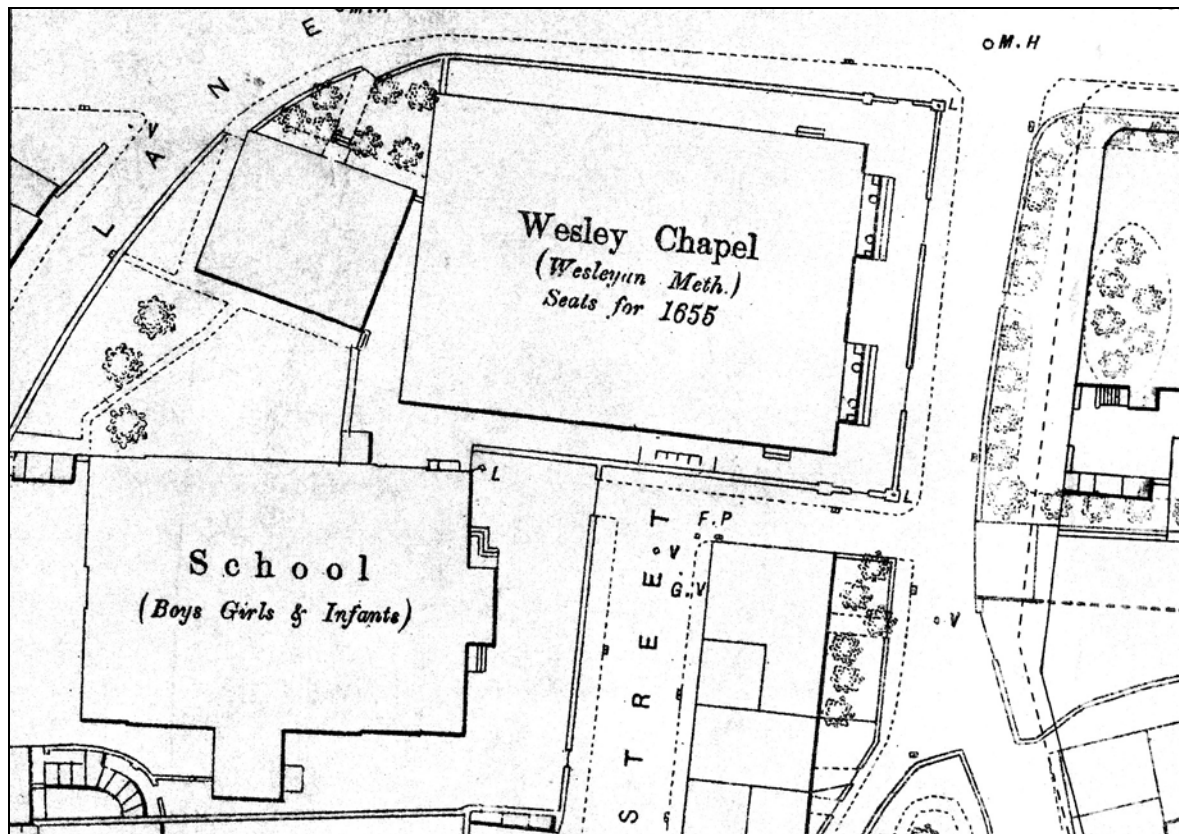 M.H
LANE
V
L
Wesley Chapel
(Wesleyan Meth.)
Seats for 1655
L
L
F.P
V
G.V
School
(Boys Girls & Infants)
V
STREET